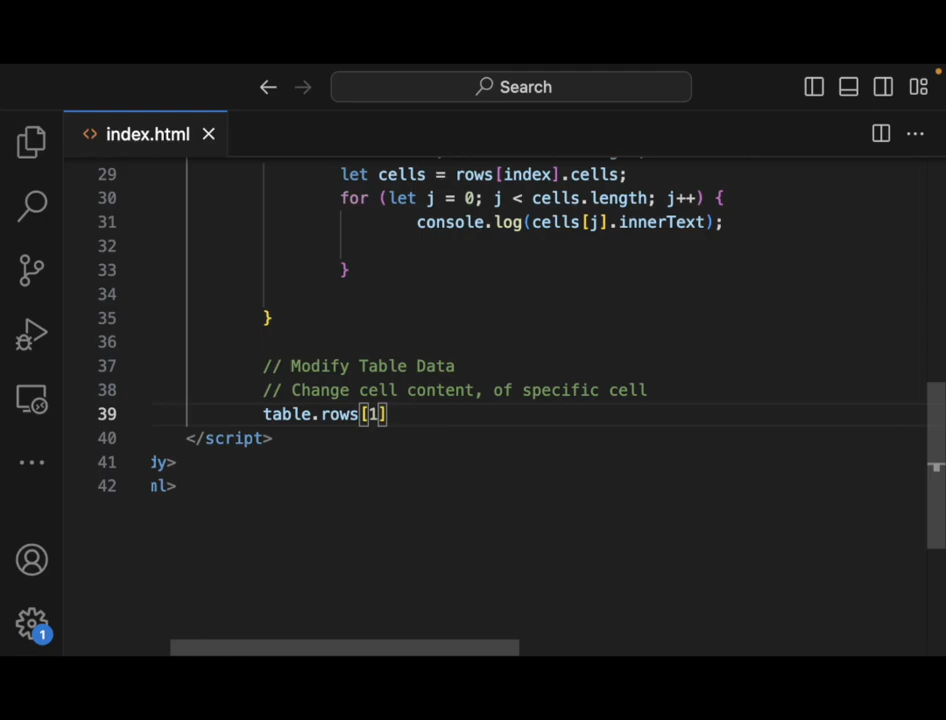 Search
index.html
29 let cells = rows[index].cells;
30 for (let j = 0; j < cells.length; j++) {
31 console.log(cells[j].innerText);
32
33 }
34
35 }
36
37 // Modify Table Data
38 // Change cell content, of specific cell
39 table.rows[1]
40 </script>
41 dy>
42 ml>
1